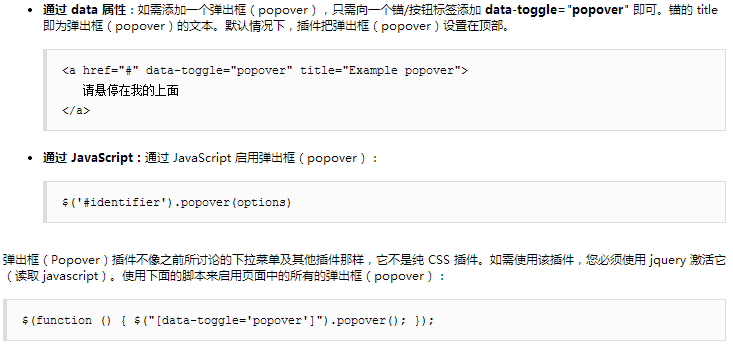 通过 data 属性：如需添加一个弹出框（popover），只需向一个锚/按钮标签添加 data-toggle="popover" 即可。锚的 title
即为弹出框（popover）的文本。默认情况下，插件把弹出框（popover）设置在顶部。
<a href="#" data-toggle="popover" title="Example popover">
请悬停在我的上面
</a>
通过 JavaScript：通过 JavaScript 启用弹出框（popover）：
$('#identifier').popover(options)
弹出框（Popover）插件不像之前所讨论的下拉菜单及其他插件那样，它不是纯 CSS 插件。如需使用该插件，您必须使用 jquery 激活它
（读取 javascript）。使用下面的脚本来启用页面中的所有的弹出框（popover）：
$(function () { $("[data-toggle='popover']").popover(); });